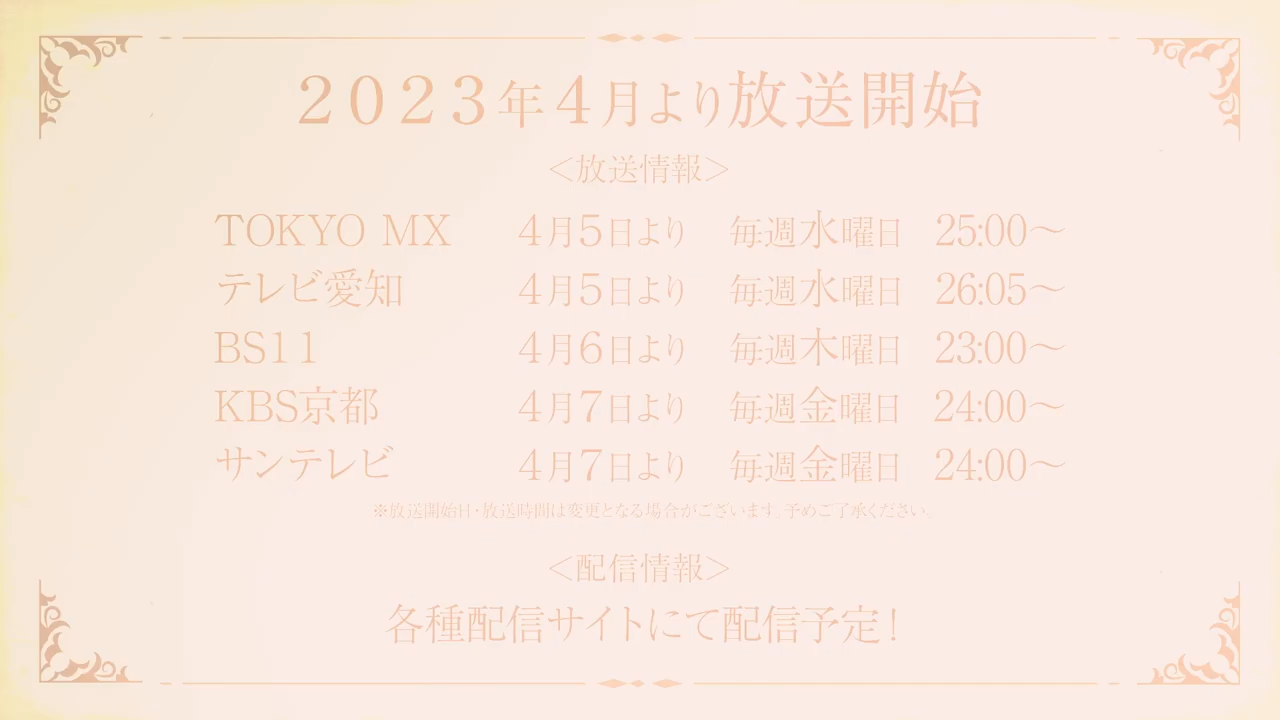 2023年4月より放送開始
＜放送情報＞
TOKYO MX 4月5日より 毎週水曜日 25:00～
テレビ愛知 4月5日より 毎週水曜日 26:05～
BS11 4月6日より 毎週木曜日 23:00～
KBS京都 4月7日より 毎週金曜日 24:00～
サンテレビ 4月7日より 毎週金曜日 24:00～
※放送開始日・放送時間は変更となる場合がございます。予めご了承ください。
＜配信情報＞
各種配信サイトにて配信予定！